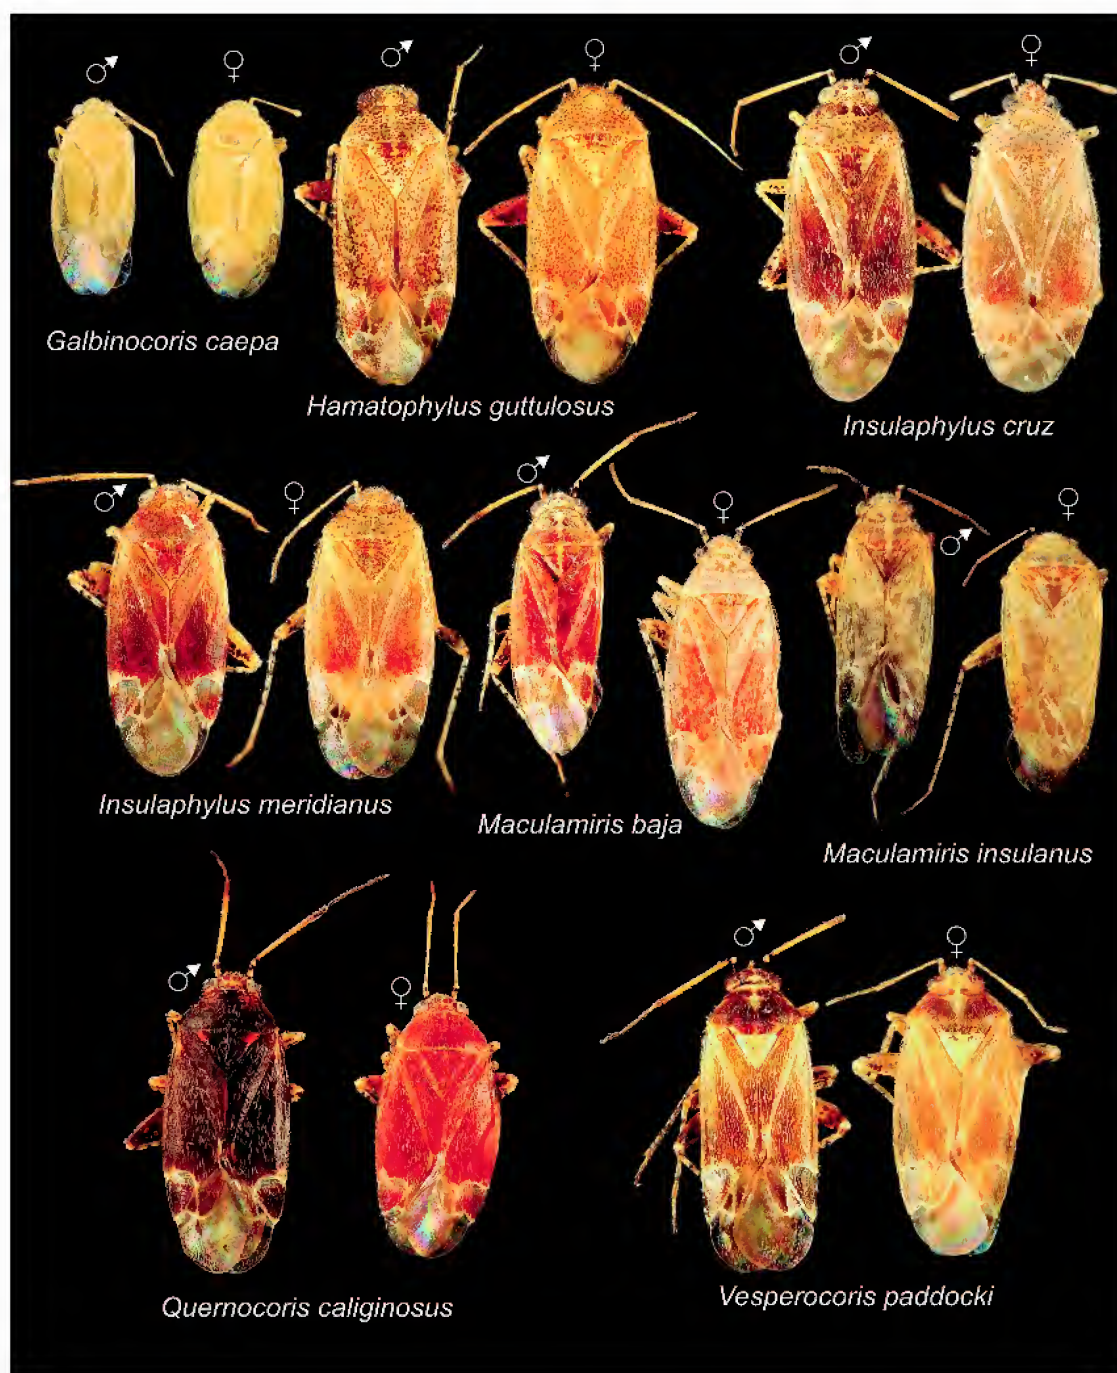 ♂ ♀ ♂ ♀ ♂ ♀
Galbinocoris caepa
Hamatophylus guttulosus
Insulaphylus cruz
♂ ♀ ♂ ♀ ♂ ♀
Insulaphylus meridianus
Maculamiris baja
Maculamiris insulanus
♂ ♀ ♂ ♀
Quernocoris caliginosus
Vesperocoris paddocki